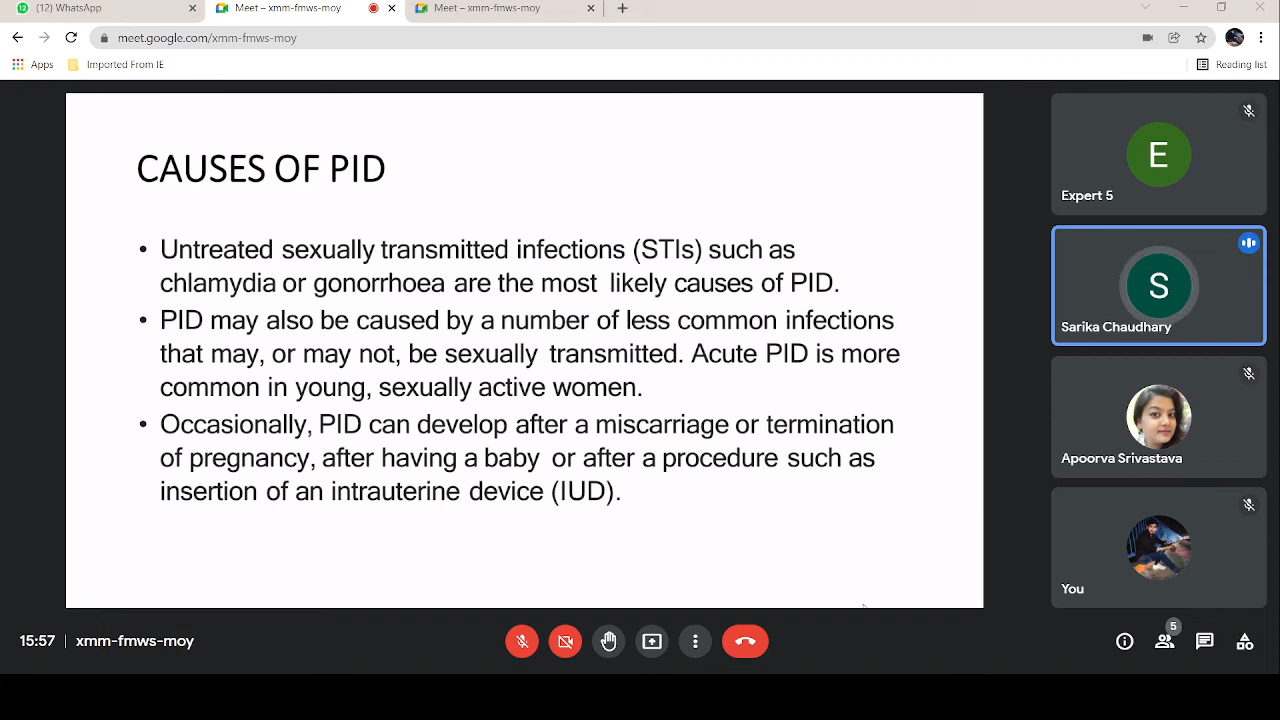 (12) WhatsApp
Meet – xmm-fmws-moy
Meet – xmm-fmws-moy
meet.google.com/xmm-fmws-moy
Apps
Imported From IE
Reading list
CAUSES OF PID
• Untreated sexually transmitted infections (STIs) such as
chlamydia or gonorrhoea are the most likely causes of PID.
• PID may also be caused by a number of less common infections
that may, or may not, be sexually transmitted. Acute PID is more
common in young, sexually active women.
• Occasionally, PID can develop after a miscarriage or termination
of pregnancy, after having a baby or after a procedure such as
insertion of an intrauterine device (IUD).
E
Expert 5
S
Sarika Chaudhary
Apoorva Srivastava
You
15:57 | xmm-fmws-moy
5